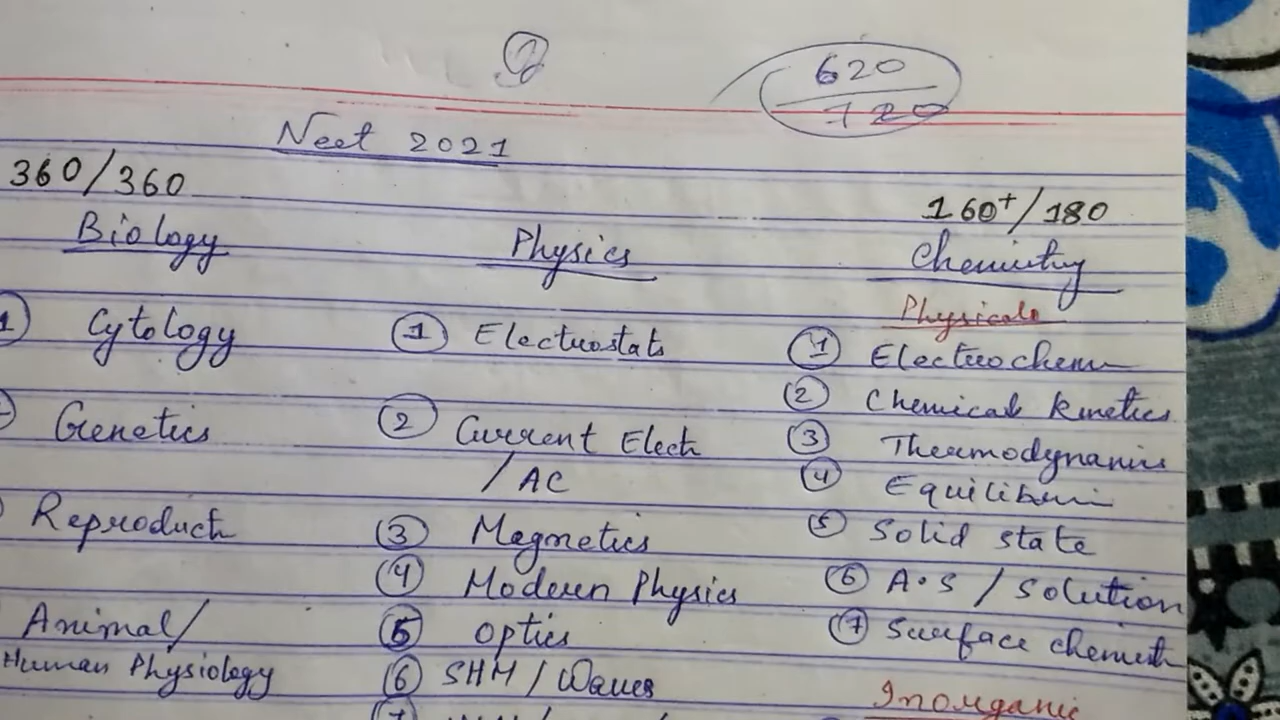 620
720
Neet 2021
360/360
160+/180
Biology
Physics
Chemistry
Physical
① Cytology
① Electrostats
① Electrochem
② Chemical kinetics
Genetics
② Current Elect
/ AC
③ Thermodynamics
④ Equilibrium
Reproduct
③ Magnetics
⑤ Solid state
④ Modern Physics
⑥ A.S / Solution
Animal/
Human Physiology
⑤ Optics
⑦ Surface chemist
⑥ SHM / Waves
Inorganic